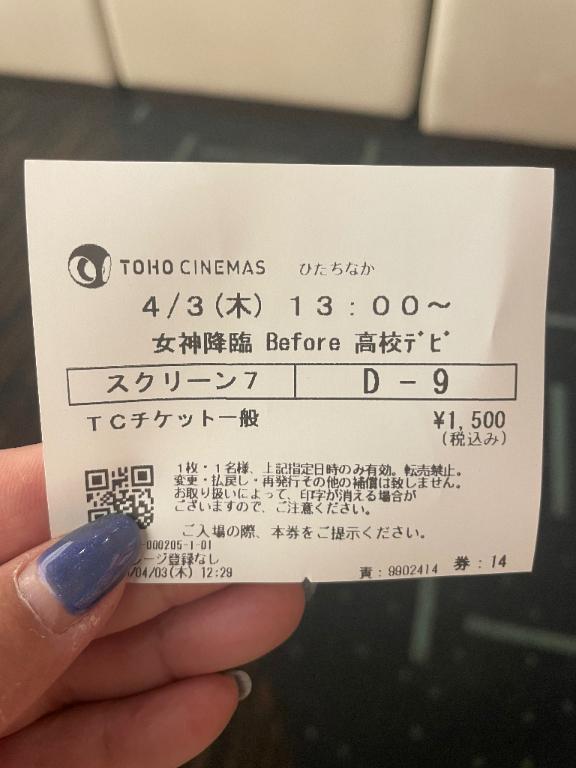 TOHO CINEMAS ひたちなか
4/3(木) 13:00～
女神降臨 Before 高校ﾃﾞﾋﾞ
スクリーン7 D-9
TCチケット一般 ¥1,500
(税込み)
1枚・1名様、上記指定日時のみ有効。転売禁止。
変更・払戻し・再発行その他の補償は致しません。
お取り扱いによって、印字が消える場合が
ございますので、ご注意ください。
ご入場の際、本券をご提示ください。
-000205-1-01
ージ登録なし
/04/03(木) 12:29 責:9902414 券:14